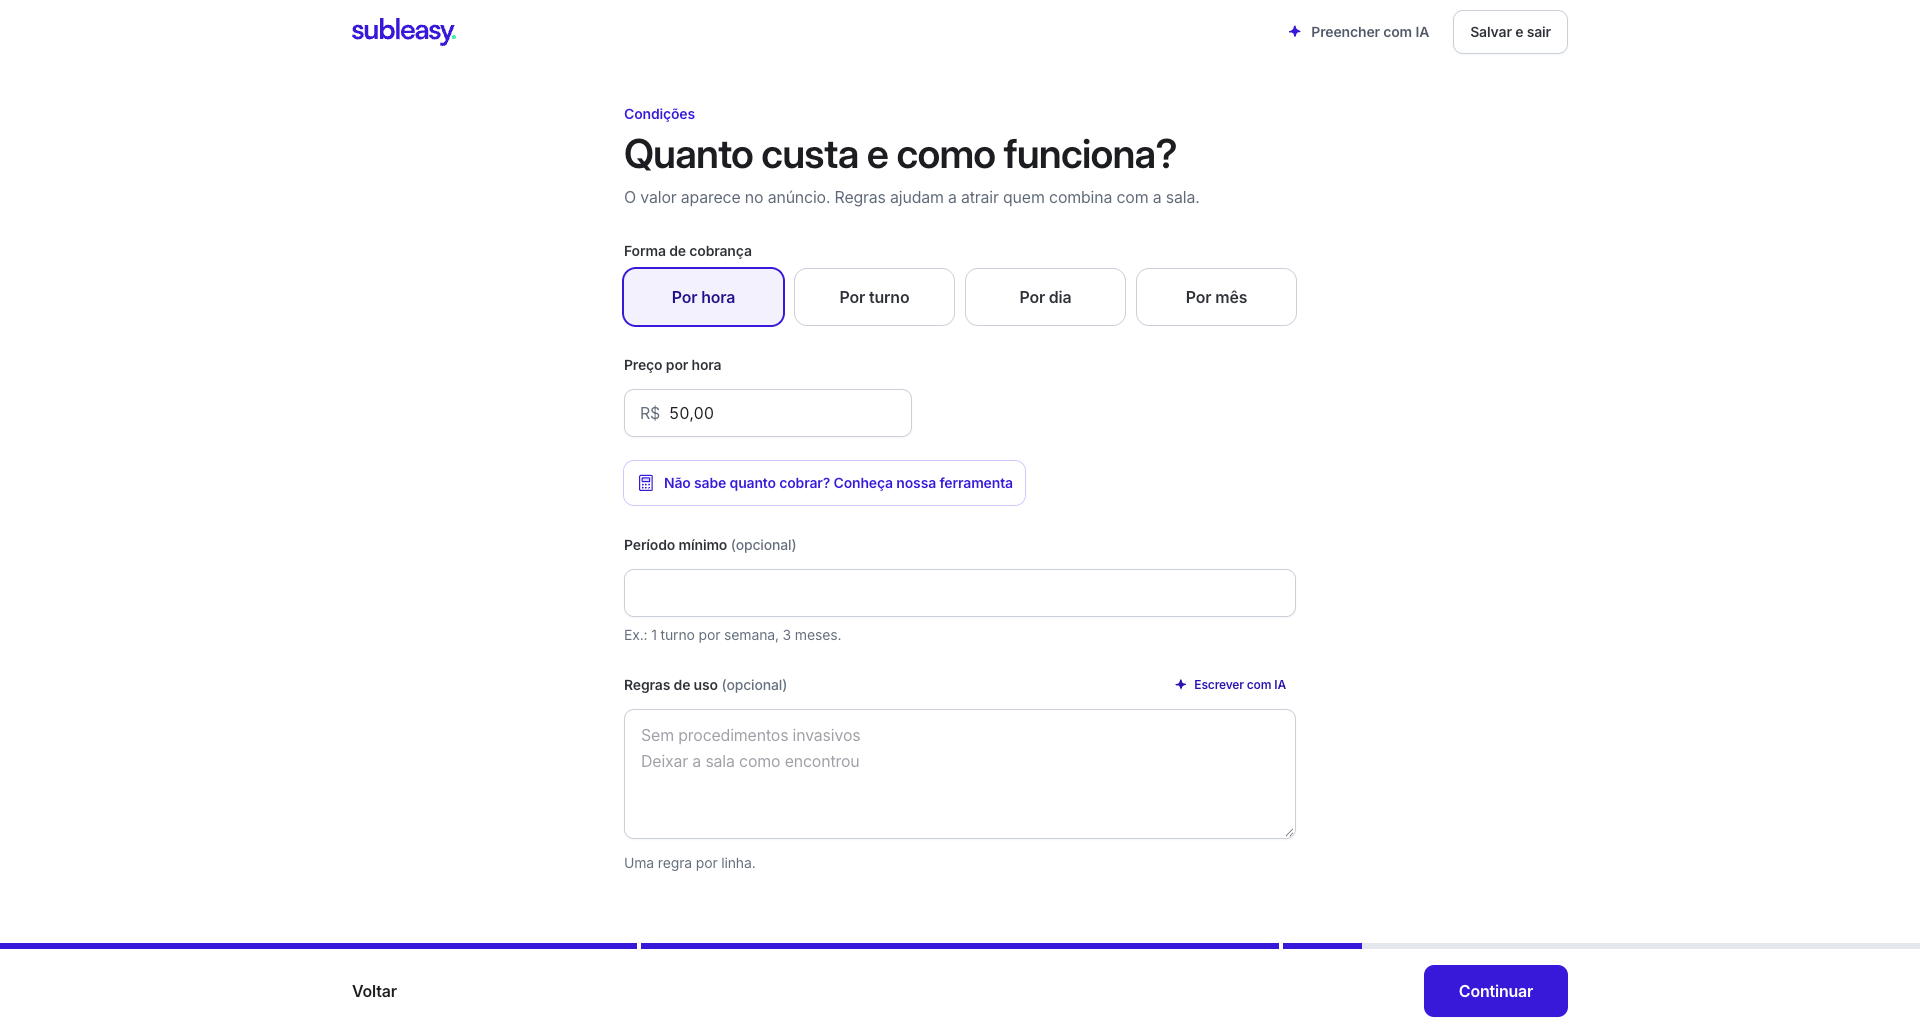 subleasy.
Preencher com IA
Salvar e sair
Condições
Quanto custa e como funciona?
O valor aparece no anúncio. Regras ajudam a atrair quem combina com a sala.
Forma de cobrança
Por hora
Por turno
Por dia
Por mês
Preço por hora
R$ 50,00
Não sabe quanto cobrar? Conheça nossa ferramenta
Período mínimo (opcional)
Ex.: 1 turno por semana, 3 meses.
Regras de uso (opcional)
Escrever com IA
Sem procedimentos invasivos
Deixar a sala como encontrou
Uma regra por linha.
Voltar
Continuar